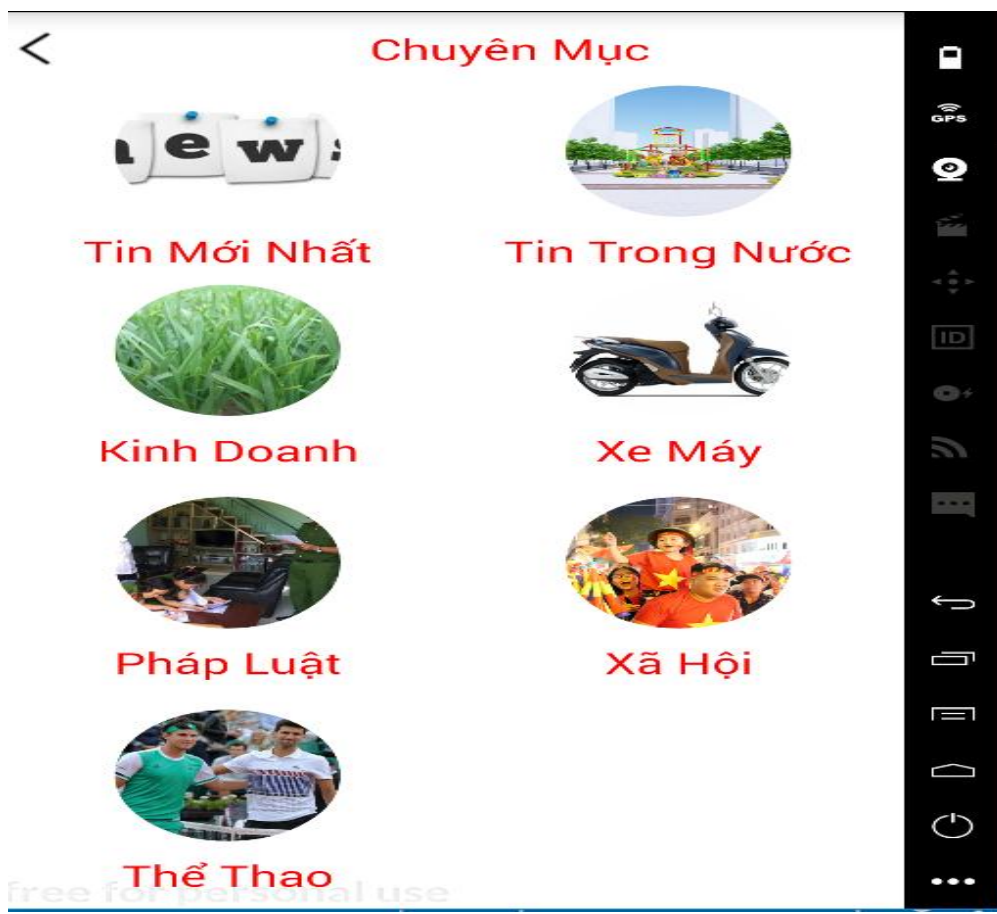 Chuyên Mục
news
Tin Mới Nhất
Tin Trong Nước
Kinh Doanh
Xe Máy
Pháp Luật
Xã Hội
Thể Thao
free for personal use
GPS
ID